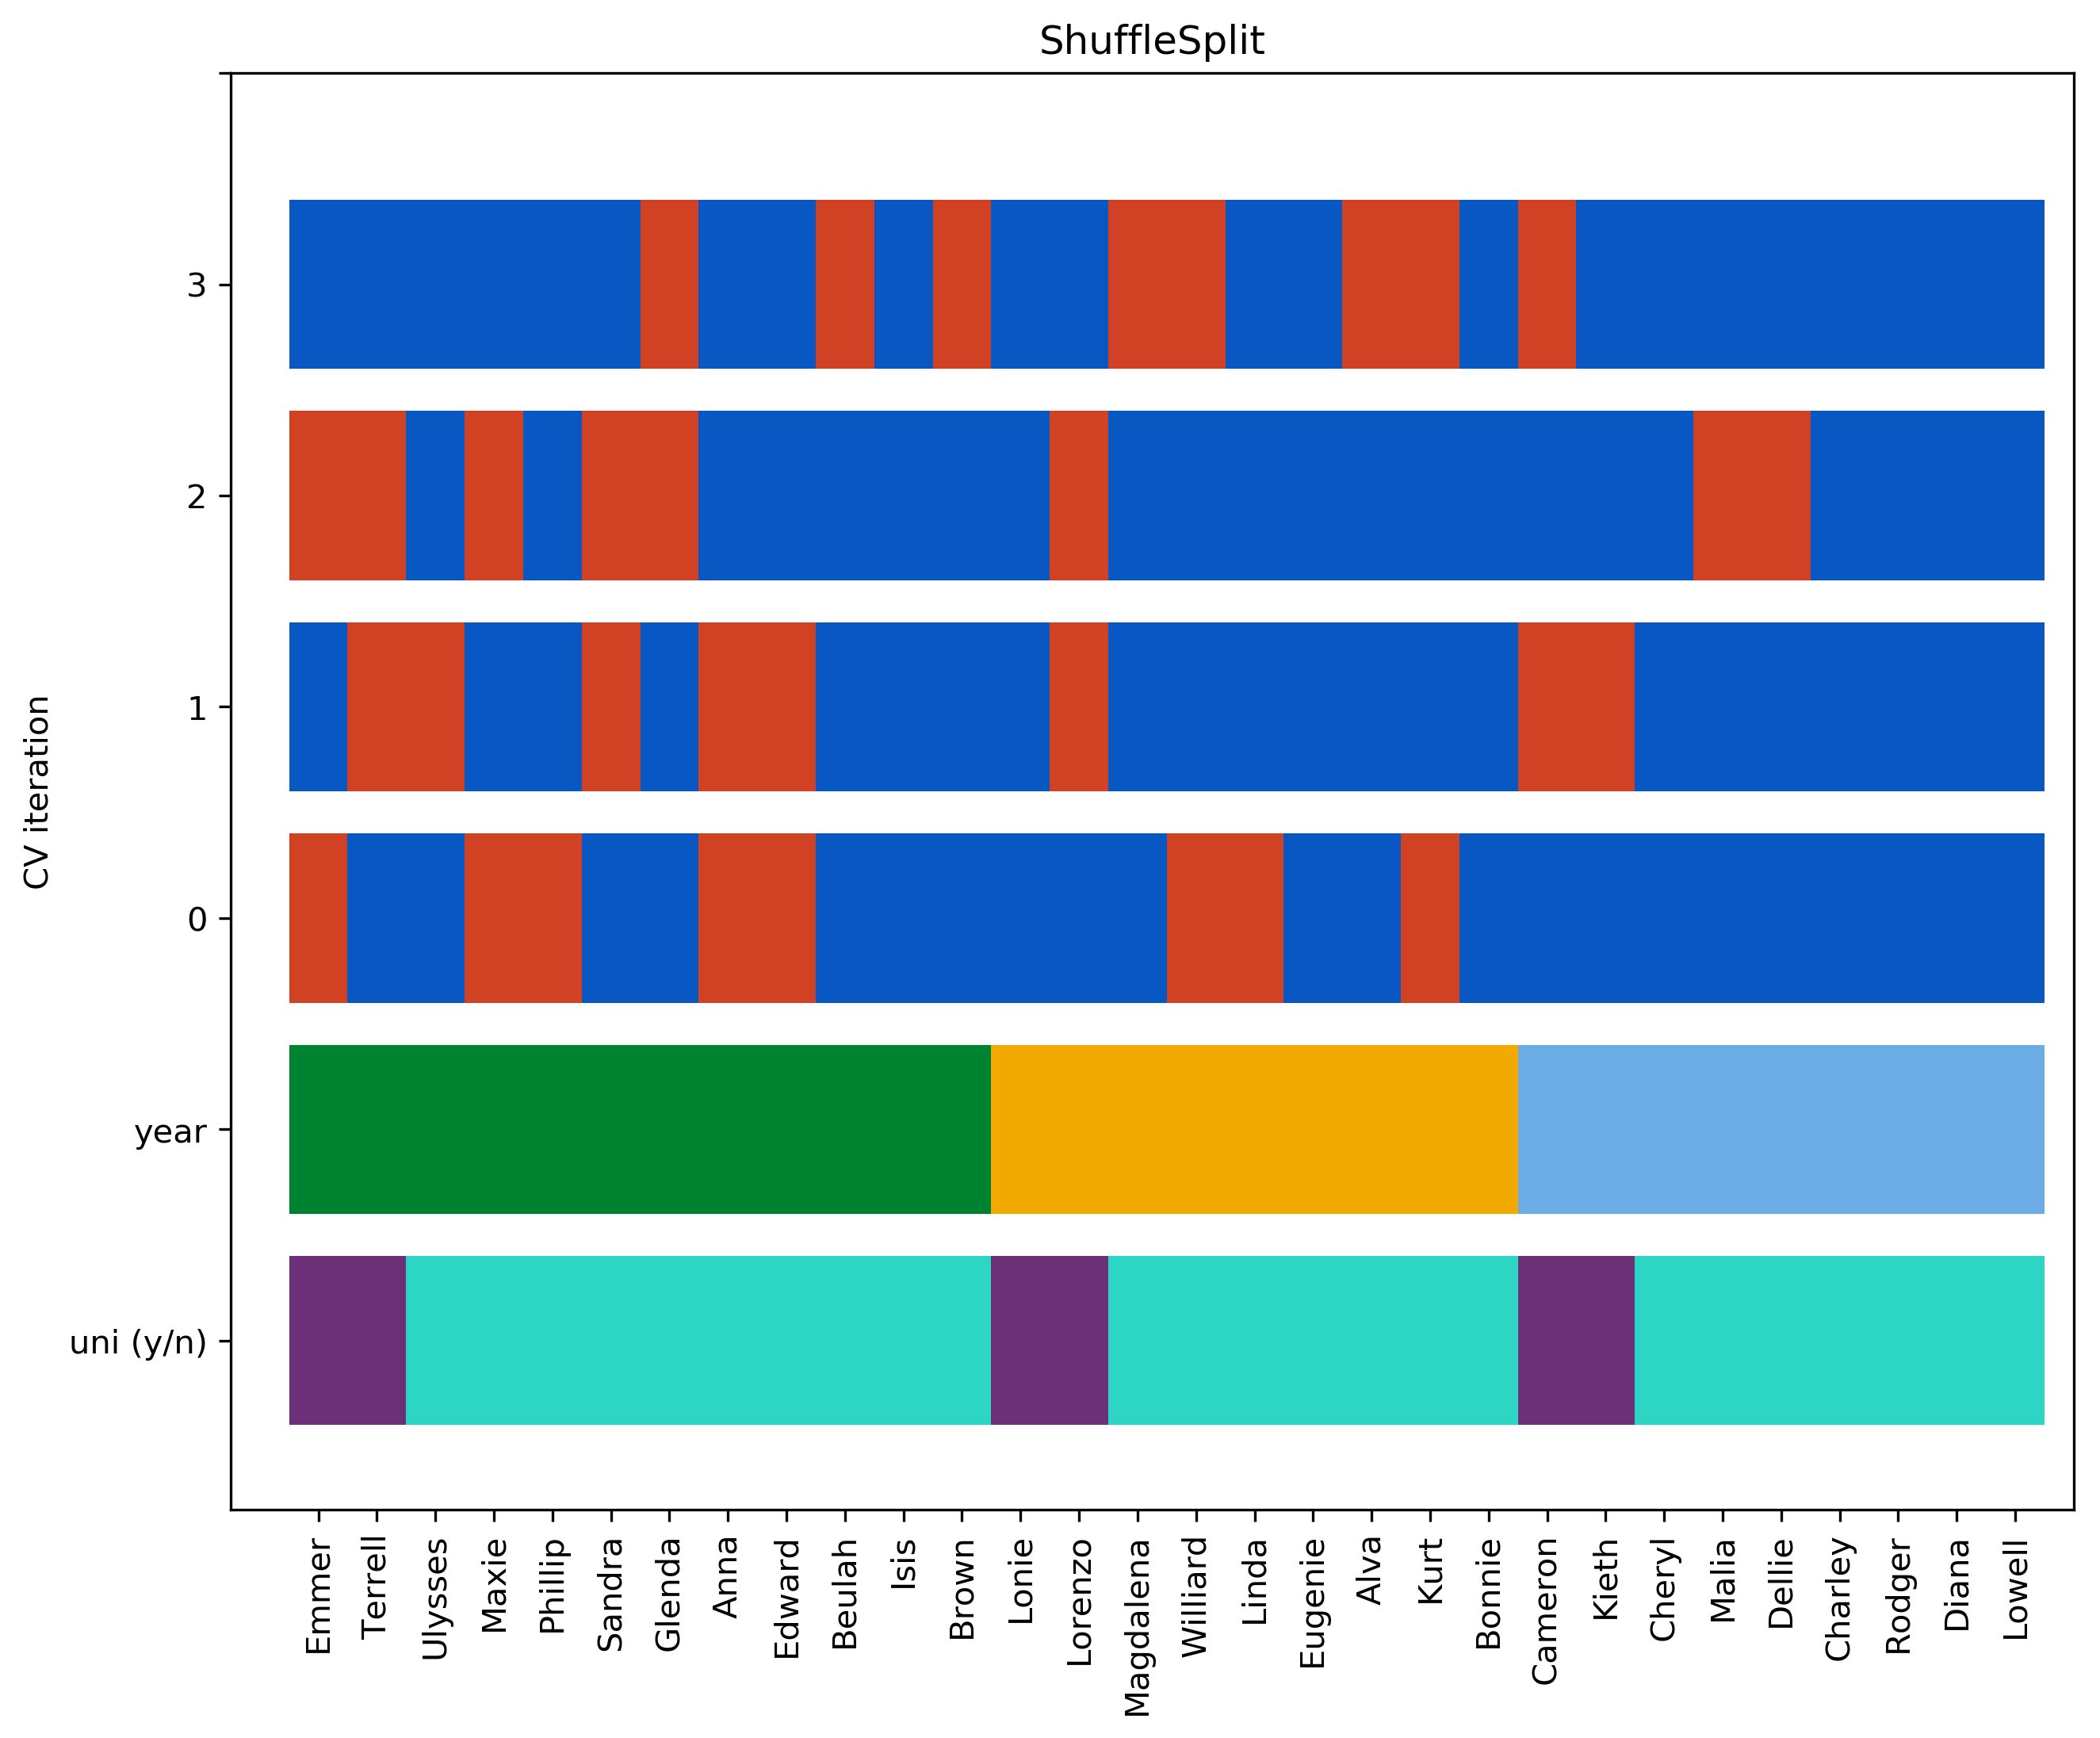 ShuffleSplit
CV iteration
3
2
1
0
year
uni (y/n)
Emmer
Terrell
Ulysses
Maxie
Phillip
Sandra
Glenda
Anna
Edward
Beulah
Isis
Brown
Lonie
Lorenzo
Magdalena
Williard
Linda
Eugenie
Alva
Kurt
Bonnie
Cameron
Kieth
Cheryl
Malia
Dellie
Charley
Rodger
Diana
Lowell